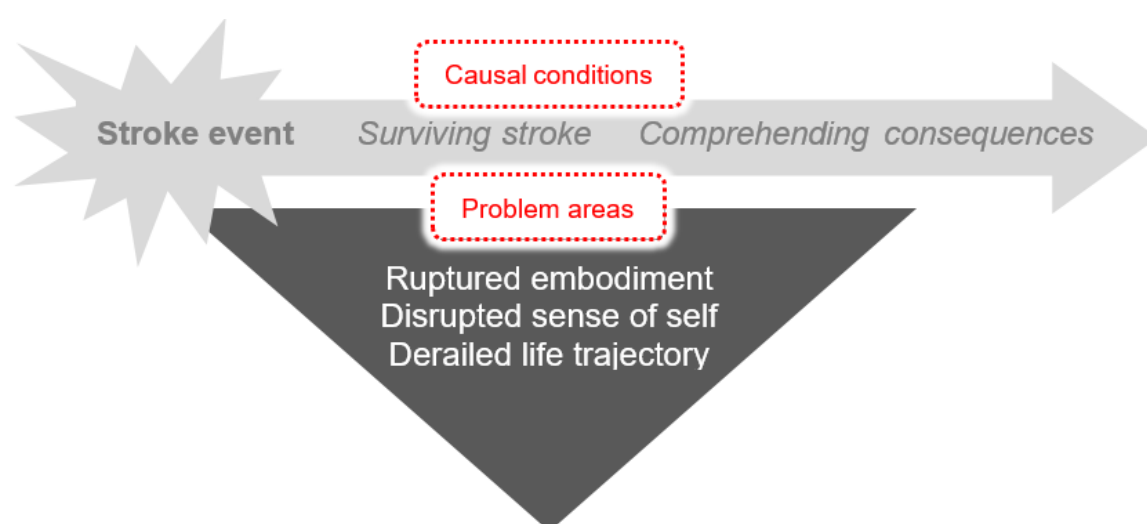 Causal conditions
Stroke event Surviving stroke Comprehending consequences
Problem areas
Ruptured embodiment
Disrupted sense of self
Derailed life trajectory